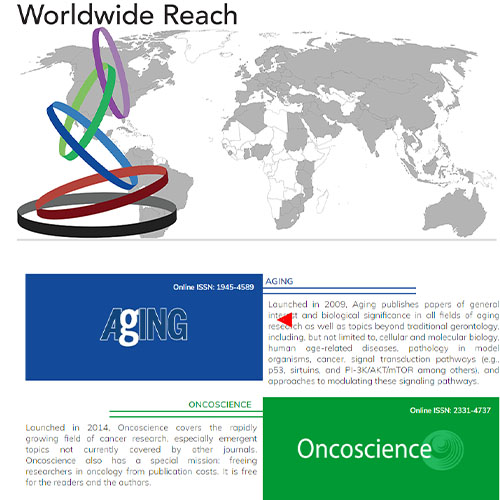 Worldwide Reach
Online ISSN: 1945-4589
AGING
AGING
Launched in 2009, Aging publishes papers of general
interest and biological significance in all fields of aging
research as well as topics beyond traditional gerontology,
including, but not limited to, cellular and molecular biology,
human age-related diseases, pathology in model
organisms, cancer, signal transduction pathways (e.g.,
p53, sirtuins, and PI-3K/AKT/mTOR among others), and
approaches to modulating these signaling pathways.
ONCOSCIENCE
Launched in 2014, Oncoscience covers the rapidly
growing field of cancer research, especially emergent
topics not currently covered by other journals.
Oncoscience also has a special mission: freeing
researchers in oncology from publication costs. It is free
for the readers and the authors.
Online ISSN: 2331-4737
Oncoscience